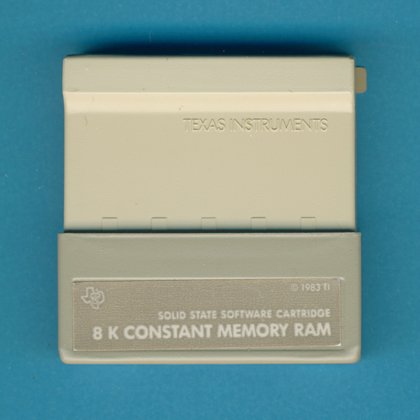 TEXAS INSTRUMENTS
© 1983 TI
SOLID STATE SOFTWARE CARTRIDGE
8 K CONSTANT MEMORY RAM